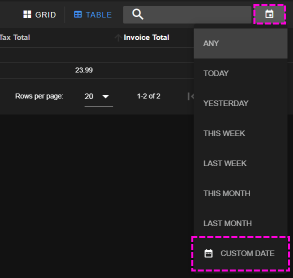 GRID TABLE
Tax Total Invoice Total
23.99
Rows per page: 20 1-2 of 2
ANY
TODAY
YESTERDAY
THIS WEEK
LAST WEEK
THIS MONTH
LAST MONTH
CUSTOM DATE